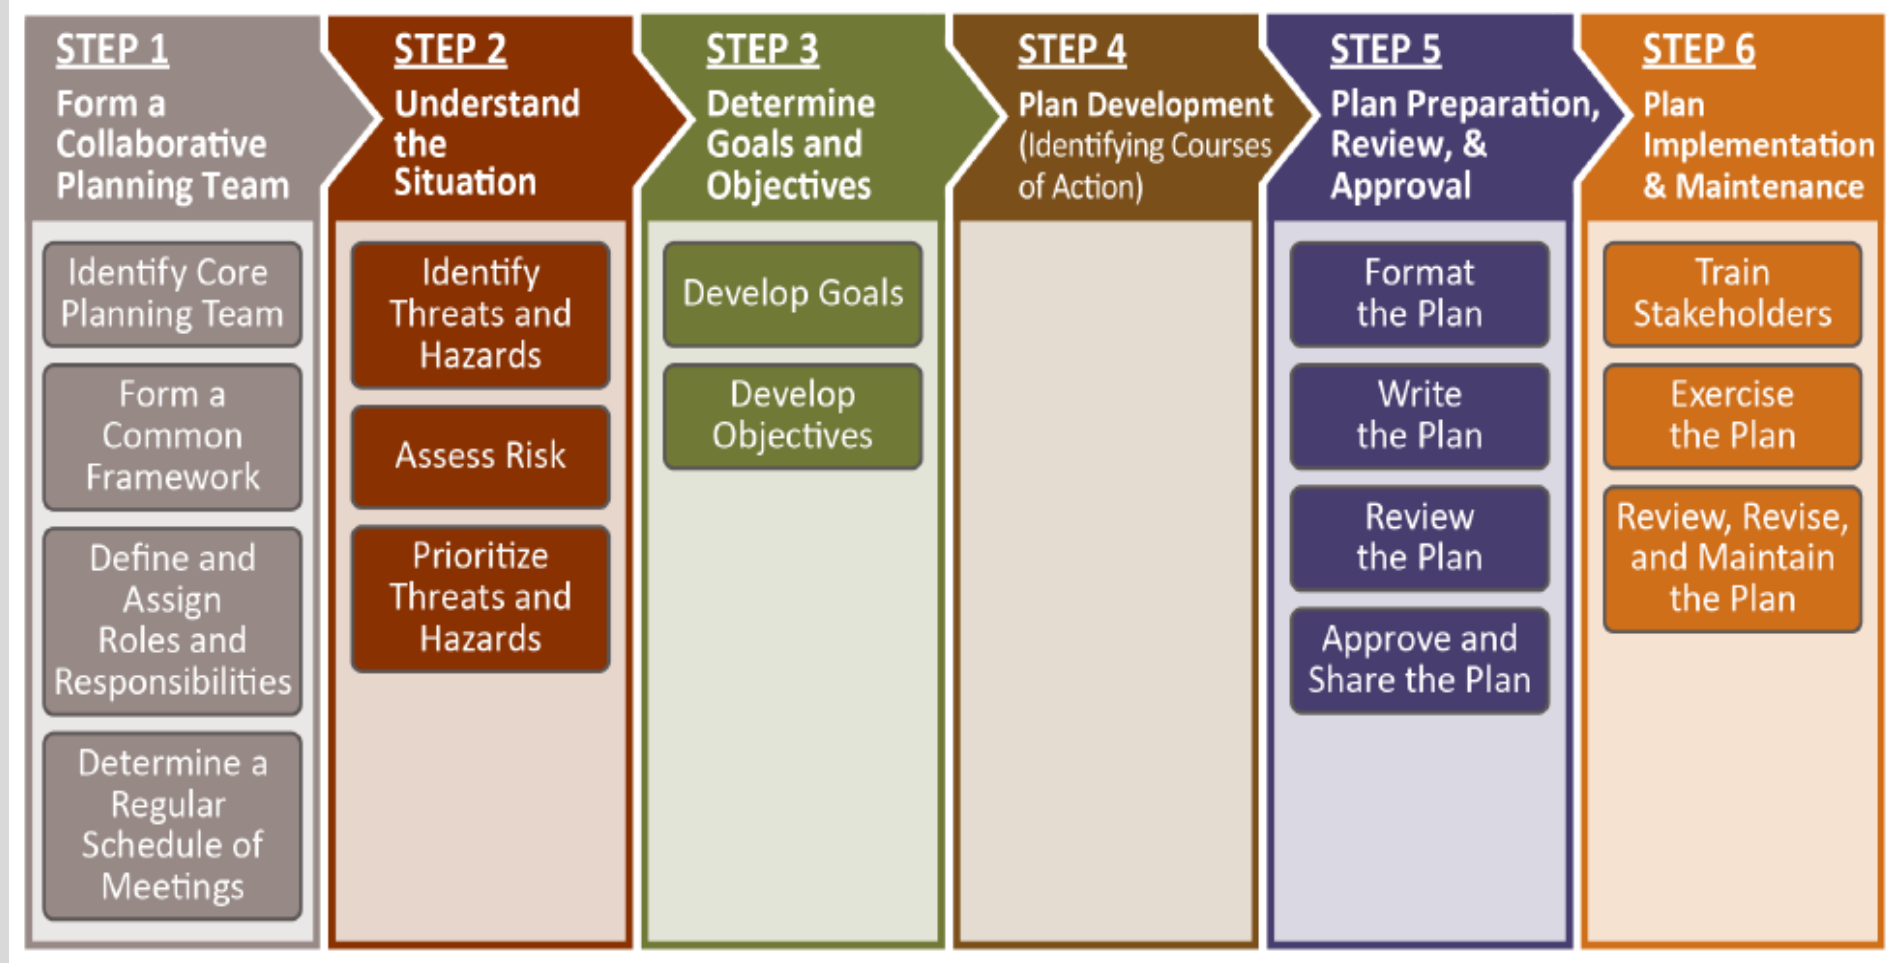 STEP 1
Form a
Collaborative
Planning Team
Identify Core
Planning Team
Form a
Common
Framework
Define and
Assign
Roles and
Responsibilities
Determine a
Regular
Schedule of
Meetings
STEP 2
Understand
the
Situation
Identify
Threats and
Hazards
Assess Risk
Prioritize
Threats and
Hazards
STEP 3
Determine
Goals and
Objectives
Develop Goals
Develop
Objectives
STEP 4
Plan Development
(Identifying Courses
of Action)
STEP 5
Plan Preparation,
Review, &
Approval
Format
the Plan
Write
the Plan
Review
the Plan
Approve and
Share the Plan
STEP 6
Plan
Implementation
& Maintenance
Train
Stakeholders
Exercise
the Plan
Review, Revise,
and Maintain
the Plan